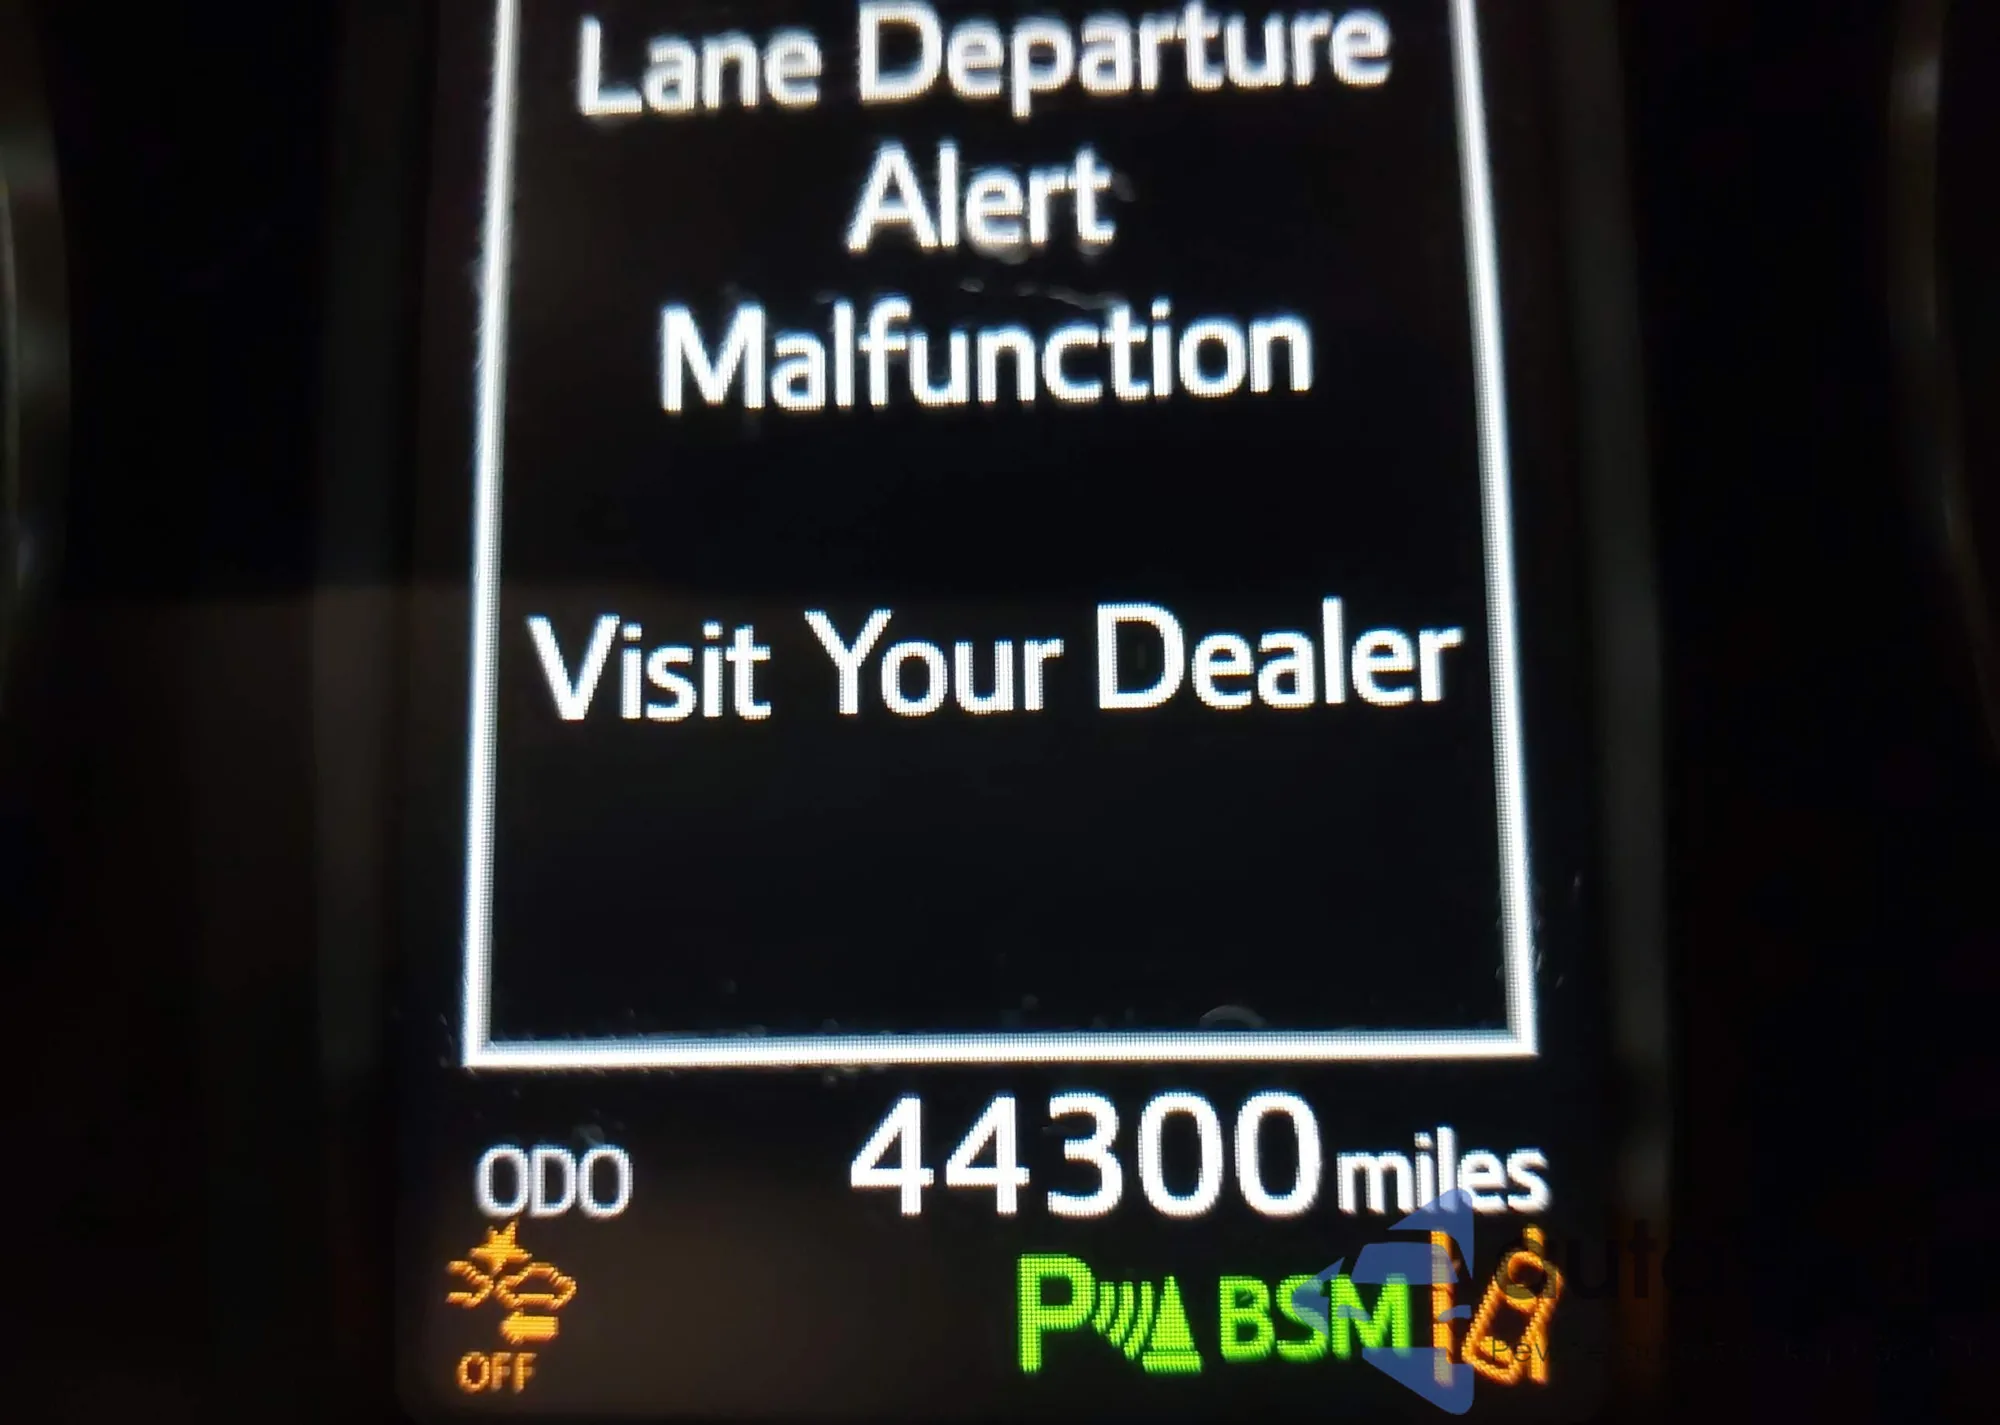 Lane Departure
Alert
Malfunction
Visit Your Dealer
ODO 44300 miles
OFF P BSM